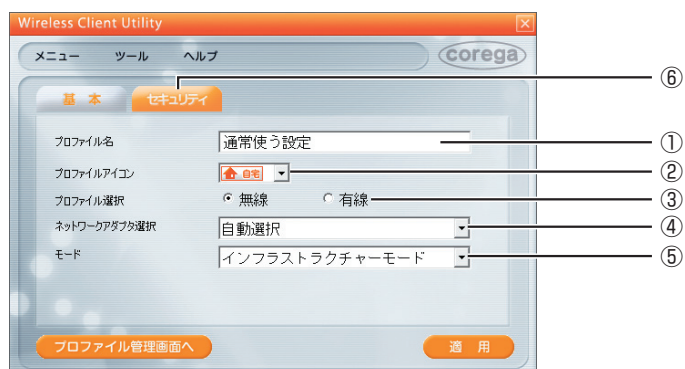 Wireless Client Utility
メニュー ツール ヘルプ corega
基 本 セキュリティ ⑥
プロファイル名 通常使う設定 ①
プロファイルアイコン 自宅 ②
プロファイル選択 無線 有線 ③
ネットワークアダプタ選択 自動選択 ④
モード インフラストラクチャーモード ⑤
プロファイル管理画面へ 適 用